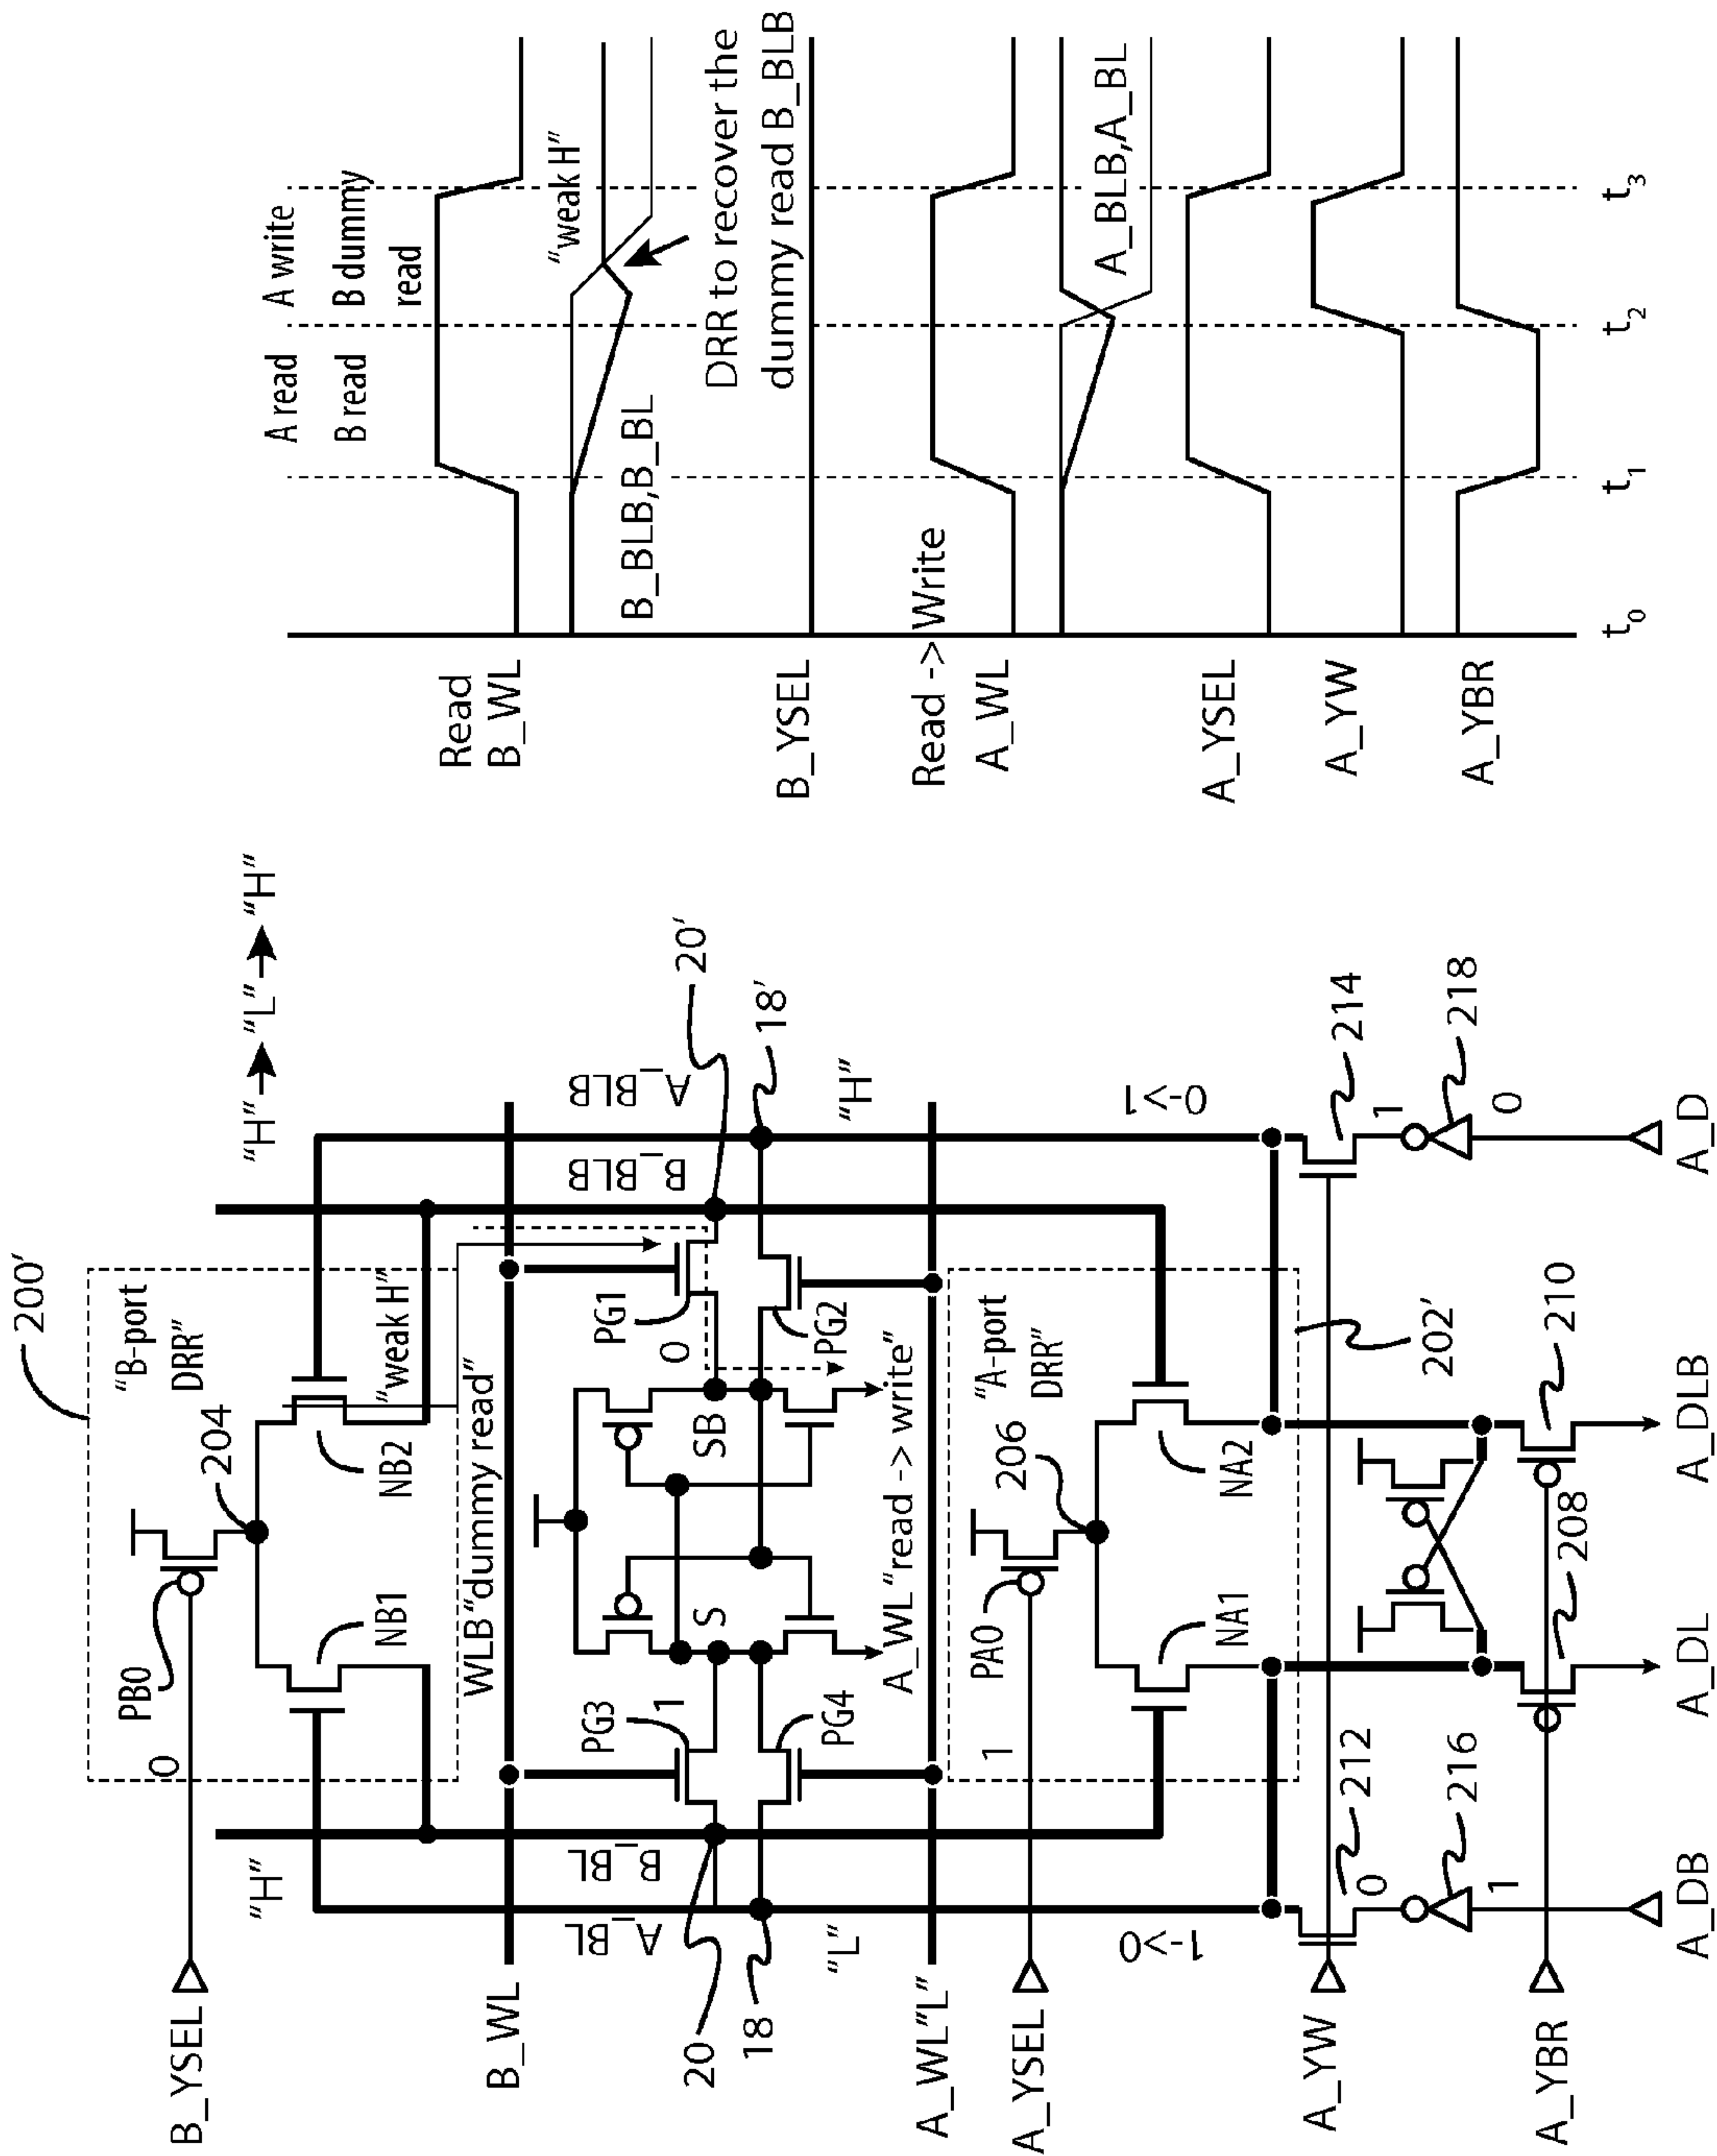 200'
"B-port
DRR"
204
PB0
0
B_YSEL
NB1
NB2
"weak H"
"H" → "L" → "H"
"H"
B_WL
WLB "dummy read"
A_BL
B_BL
B_BLB
A_BLB
PG3
1
S
SB
0
PG1
20'
18'
20
18
PG4
PG2
"L"
"H"
A_WL"L"
A_WL "read -> write"
A_YSEL
1
PA0
206
"A-port
DRR"
NA1
NA2
202'
1->0
0->1
A_YW
212
0
216
1
214
1
218
0
A_YBR
208
210
A_DB
A_DL
A_DLB
A_D
A read
A write
B read
B dummy
read
Read
B_WL
B_BLB,B_BL
"weak H"
DRR to recover the
dummy read B_BLB
B_YSEL
Read -> Write
A_WL
A_BLB,A_BL
A_YSEL
A_YW
A_YBR
t0
t1
t2
t3